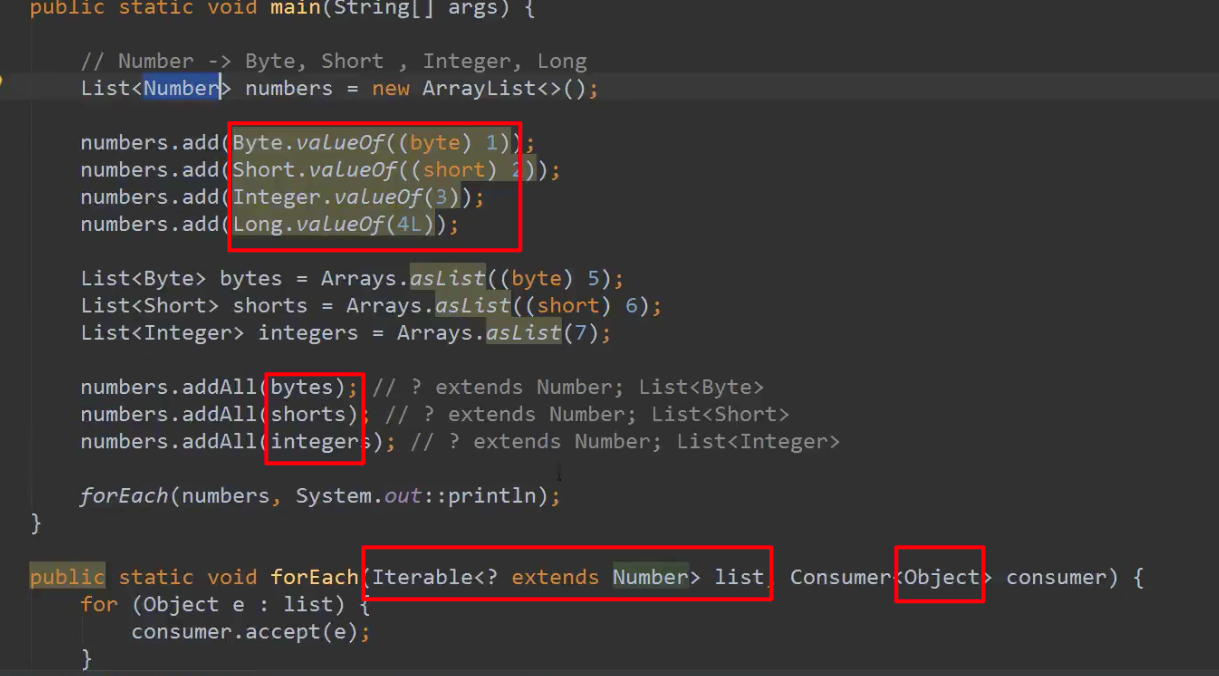 public static void main(String[] args) {
// Number -> Byte, Short , Integer, Long
List<Number> numbers = new ArrayList<>();
numbers.add(Byte.valueOf((byte) 1));
numbers.add(Short.valueOf((short) 2));
numbers.add(Integer.valueOf(3));
numbers.add(Long.valueOf(4L));
List<Byte> bytes = Arrays.asList((byte) 5);
List<Short> shorts = Arrays.asList((short) 6);
List<Integer> integers = Arrays.asList(7);
numbers.addAll(bytes); // ? extends Number; List<Byte>
numbers.addAll(shorts); // ? extends Number; List<Short>
numbers.addAll(integers); // ? extends Number; List<Integer>
forEach(numbers, System.out::println);
}
public static void forEach(Iterable<? extends Number> list, Consumer<Object> consumer) {
for (Object e : list) {
consumer.accept(e);
}